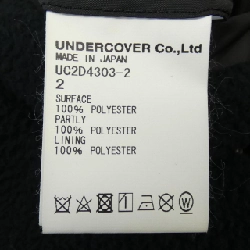 UNDERCOVER Co.,Ltd
MADE IN JAPAN
UC2D4303-2
2
SURFACE
100% POLYESTER
PARTLY
100% POLYESTER
LINING
100% POLYESTER